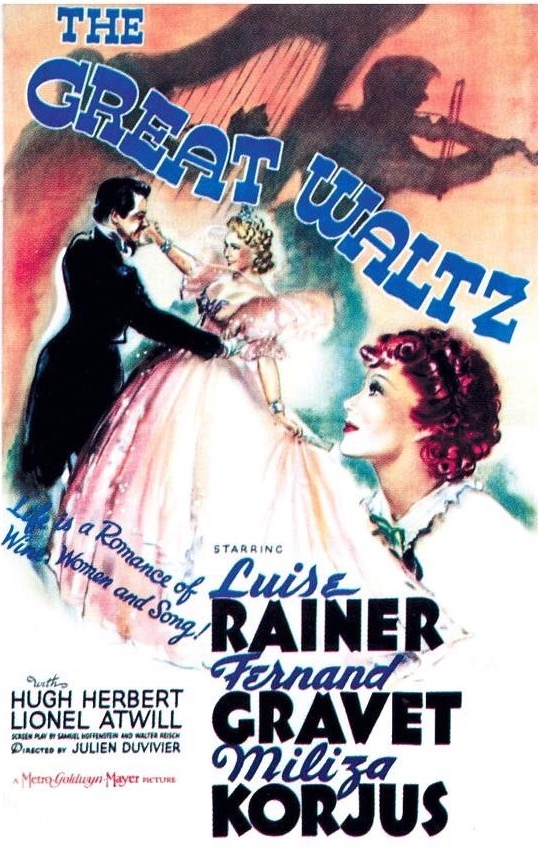 THE
GREAT WALTZ
Life is a Romance of
Wine, Women and Song!
STARRING
Luise
RAINER
Fernand
GRAVET
Miliza
KORJUS
with
HUGH HERBERT
LIONEL ATWILL
SCREEN PLAY BY SAMUEL HOFFENSTEIN AND WALTER REISCH
DIRECTED BY JULIEN DUVIVIER
A Metro-Goldwyn-Mayer PICTURE